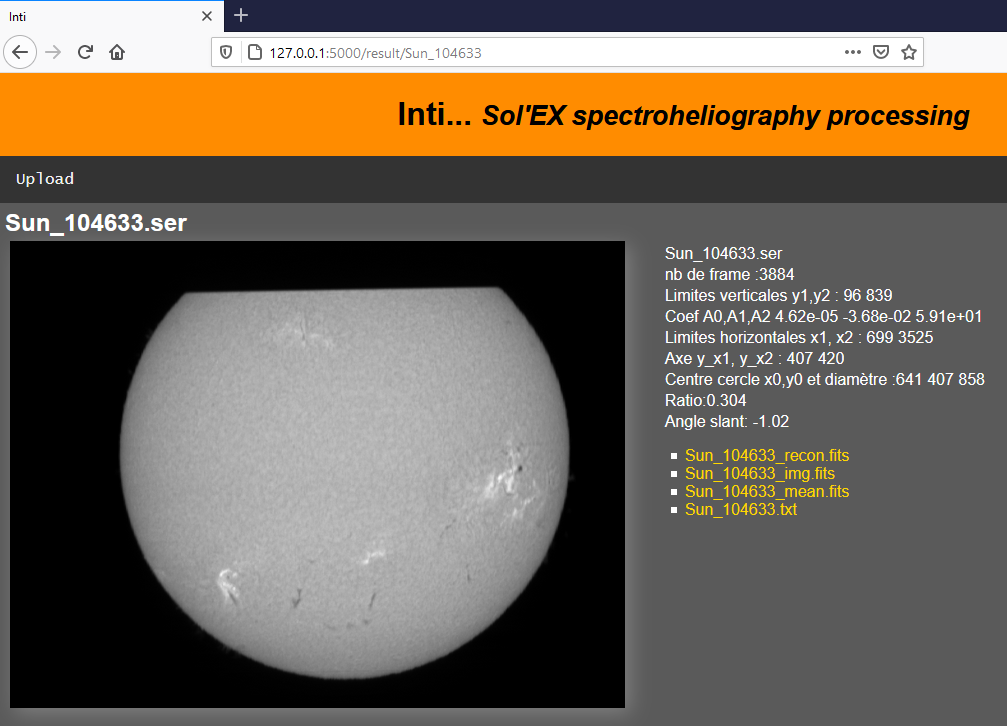 Inti
127.0.0.1:5000/result/Sun_104633
Inti... Sol'EX spectroheliography processing
Upload
Sun_104633.ser
Sun_104633.ser
nb de frame :3884
Limites verticales y1,y2 : 96 839
Coef A0,A1,A2 4.62e-05 -3.68e-02 5.91e+01
Limites horizontales x1, x2 : 699 3525
Axe y_x1, y_x2 : 407 420
Centre cercle x0,y0 et diamètre :641 407 858
Ratio:0.304
Angle slant: -1.02
Sun_104633_recon.fits
Sun_104633_img.fits
Sun_104633_mean.fits
Sun_104633.txt